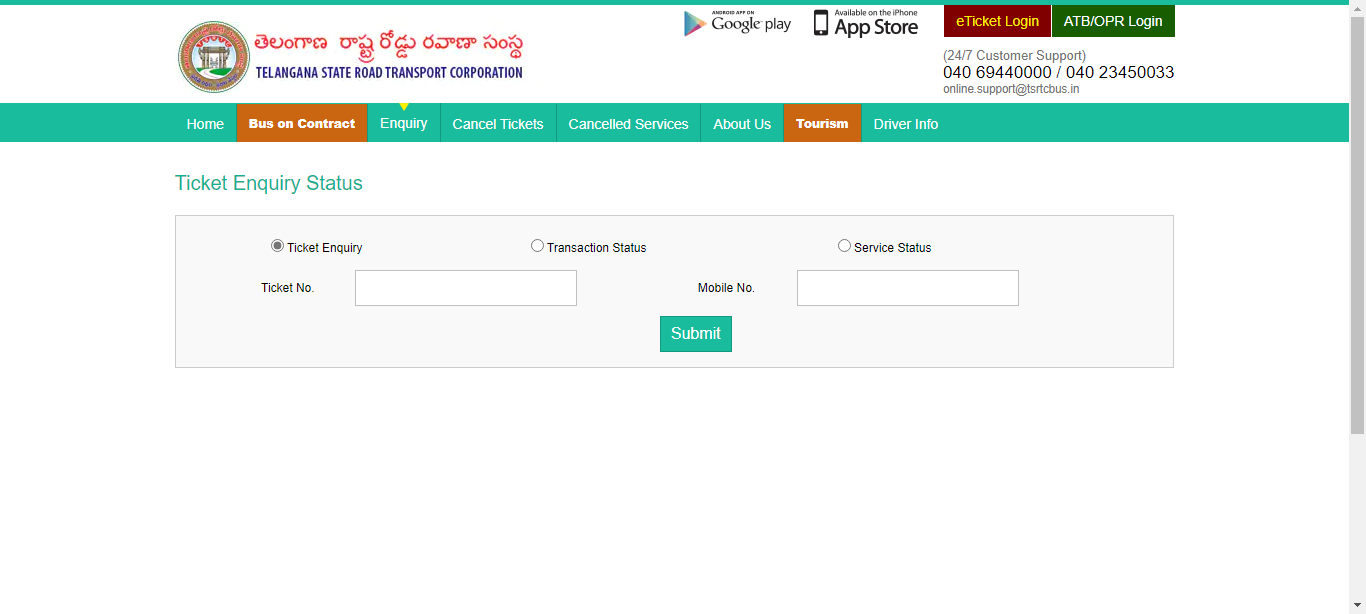 తెలంగాణ రాష్ట్ర రోడ్డు రవాణా సంస్థ
TELANGANA STATE ROAD TRANSPORT CORPORATION
ANDROID APP ON
Google play
Available on the iPhone
App Store
eTicket Login
ATB/OPR Login
(24/7 Customer Support)
040 69440000 / 040 23450033
online.support@tsrtcbus.in
Home Bus on Contract Enquiry Cancel Tickets Cancelled Services About Us Tourism Driver Info
Ticket Enquiry Status
Ticket Enquiry Transaction Status Service Status
Ticket No. Mobile No.
Submit